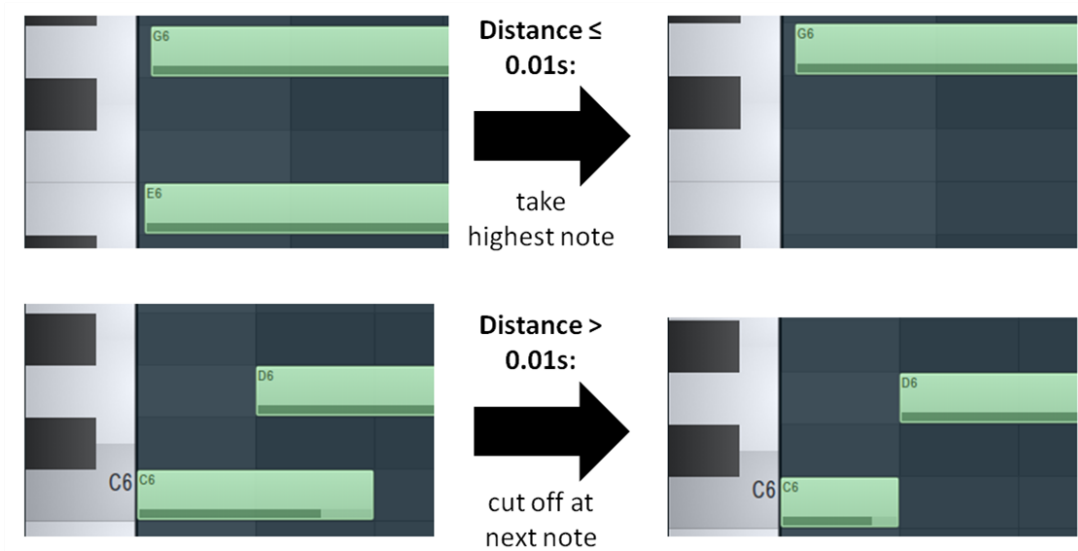 G6
E6
Distance ≤
0.01s:
take
highest note
G6
D6
C6 C6
Distance >
0.01s:
cut off at
next note
D6
C6 C6